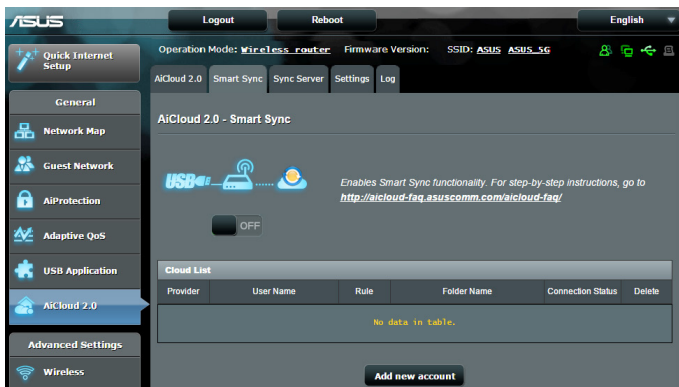 ASUS
Logout
Reboot
English
Quick Internet
Setup
Operation Mode: Wireless router Firmware Version: SSID: ASUS ASUS_5G
AiCloud 2.0 Smart Sync Sync Server Settings Log
General
Network Map
Guest Network
AiProtection
Adaptive QoS
USB Application
AiCloud 2.0
Advanced Settings
Wireless
AiCloud 2.0 - Smart Sync
USB
Enables Smart Sync functionality. For step-by-step instructions, go to
http://aicloud-faq.asuscomm.com/aicloud-faq/
OFF
Cloud List
Provider User Name Rule Folder Name Connection Status Delete
No data in table.
Add new account